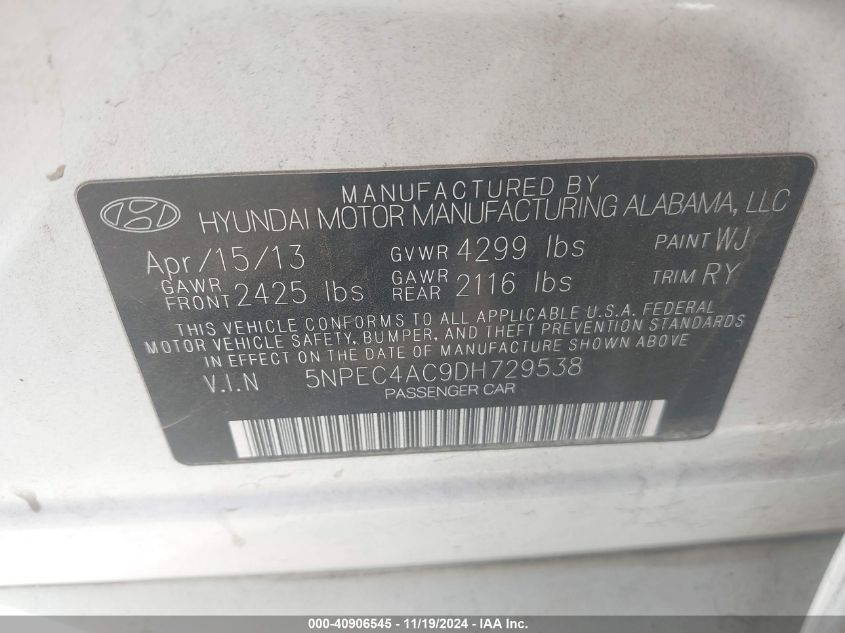 MANUFACTURED BY
HYUNDAI MOTOR MANUFACTURING ALABAMA, LLC
Apr/15/13 GVWR 4299 lbs PAINT WJ
GAWR FRONT 2425 lbs GAWR REAR 2116 lbs TRIM RY
THIS VEHICLE CONFORMS TO ALL APPLICABLE U.S.A. FEDERAL
MOTOR VEHICLE SAFETY, BUMPER, AND THEFT PREVENTION STANDARDS
IN EFFECT ON THE DATE OF MANUFACTURE SHOWN ABOVE
V.I.N 5NPEC4AC9DH729538
PASSENGER CAR
000-40906545 - 11/19/2024 - IAA Inc.